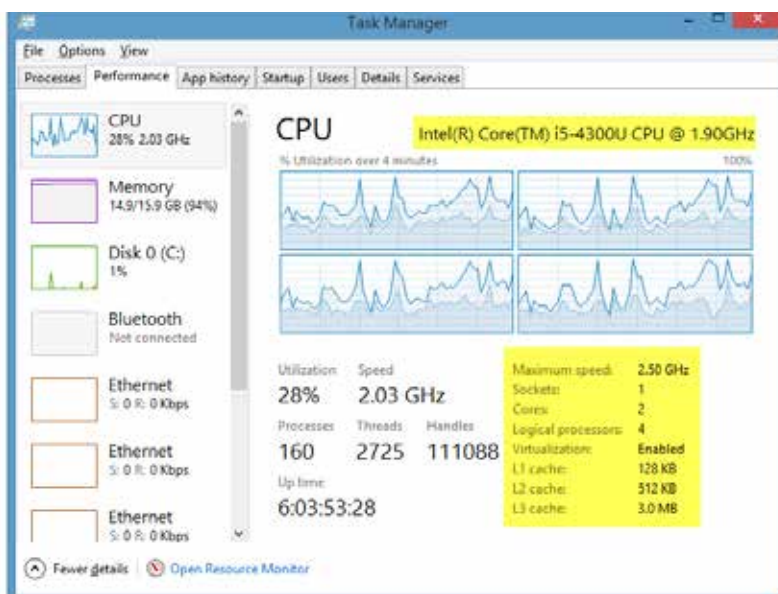 Task Manager
File Options View
Processes Performance App history Startup Users Details Services
CPU
28% 2.03 GHz
Memory
14.9/15.9 GB (94%)
Disk 0 (C:)
1%
Bluetooth
Not connected
Ethernet
S: 0 R: 0 Kbps
Ethernet
S: 0 R: 0 Kbps
Ethernet
S: 0 R: 0 Kbps
CPU Intel(R) Core(TM) i5-4300U CPU @ 1.90GHz
% Utilization over 4 minutes 100%
Utilization Speed
28% 2.03 GHz
Processes Threads Handles
160 2725 111088
Up time
6:03:53:28
Maximum speed: 2.50 GHz
Sockets: 1
Cores: 2
Logical processors: 4
Virtualization: Enabled
L1 cache: 128 KB
L2 cache: 512 KB
L3 cache: 3.0 MB
Fewer details Open Resource Monitor